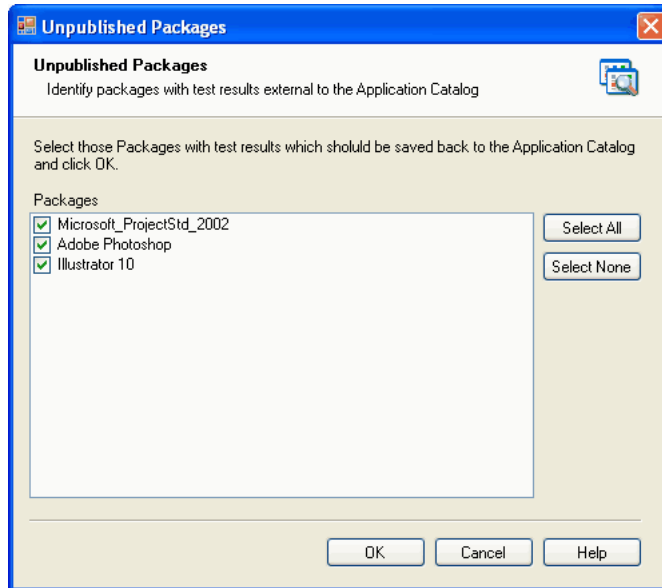 Unpublished Packages
Unpublished Packages
Identify packages with test results external to the Application Catalog
Select those Packages with test results which sholuld be saved back to the Application Catalog
and click OK.
Packages
Microsoft_ProjectStd_2002
Adobe Photoshop
Illustrator 10
Select All
Select None
OK
Cancel
Help